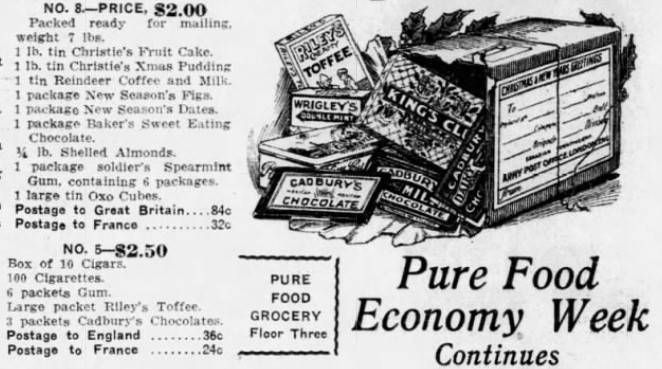 NO. 8.—PRICE, $2.00
Packed ready for mailing,
weight 7 lbs.
1 lb. tin Christie's Fruit Cake.
1 lb. tin Christie's Xmas Pudding
1 tin Reindeer Coffee and Milk.
1 package New Season's Figs.
1 package New Season's Dates.
1 package Baker's Sweet Eating
Chocolate.
¾ lb. Shelled Almonds.
1 package soldier's Spearmint
Gum, containing 6 packages.
1 large tin Oxo Cubes.
Postage to Great Britain....84c
Postage to France ..........32c
NO. 5—$2.50
Box of 10 Cigars.
100 Cigarettes.
6 packets Gum.
Large packet Riley's Toffee.
3 packets Cadbury's Chocolates.
Postage to England ........36c
Postage to France .........24c
RILEY'S
TOFFEE
WRIGLEY'S
DOUBLE MINT
KING'S
CADBURY'S
CHOCOLATE
CADBURY
MILK
CHOCOLATE
CHRISTMAS & NEW YEARS GREETINGS
To
ARMY POST OFFICE, LONDON
From
PURE
FOOD
GROCERY
Floor Three
Pure Food
Economy Week
Continues